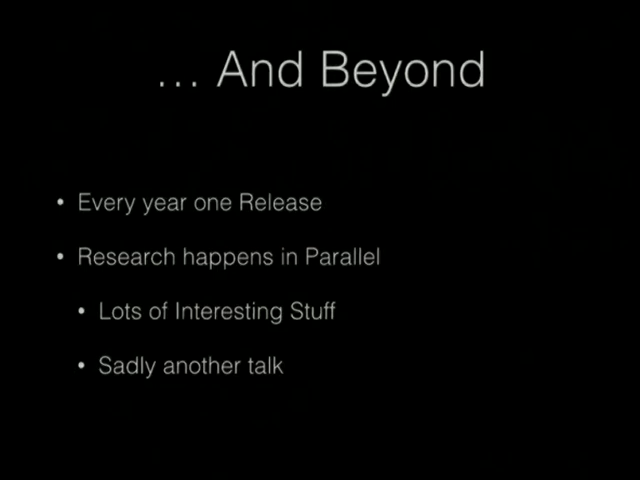 ... And Beyond
• Every year one Release
• Research happens in Parallel
• Lots of Interesting Stuff
• Sadly another talk